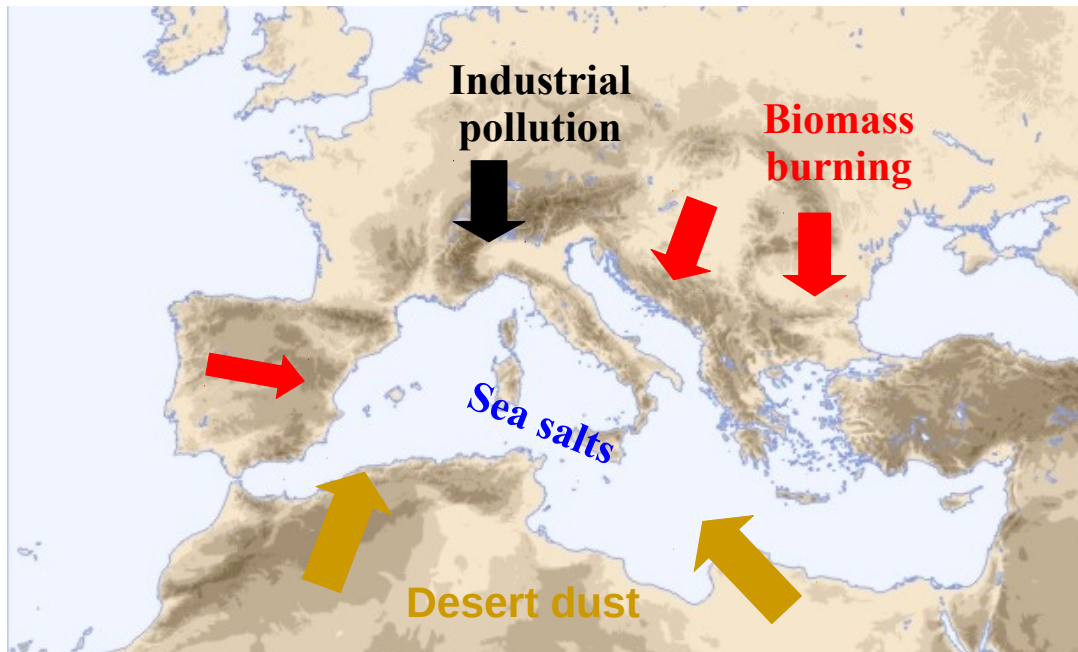 Industrial
pollution
Biomass
burning
Sea salts
Desert dust